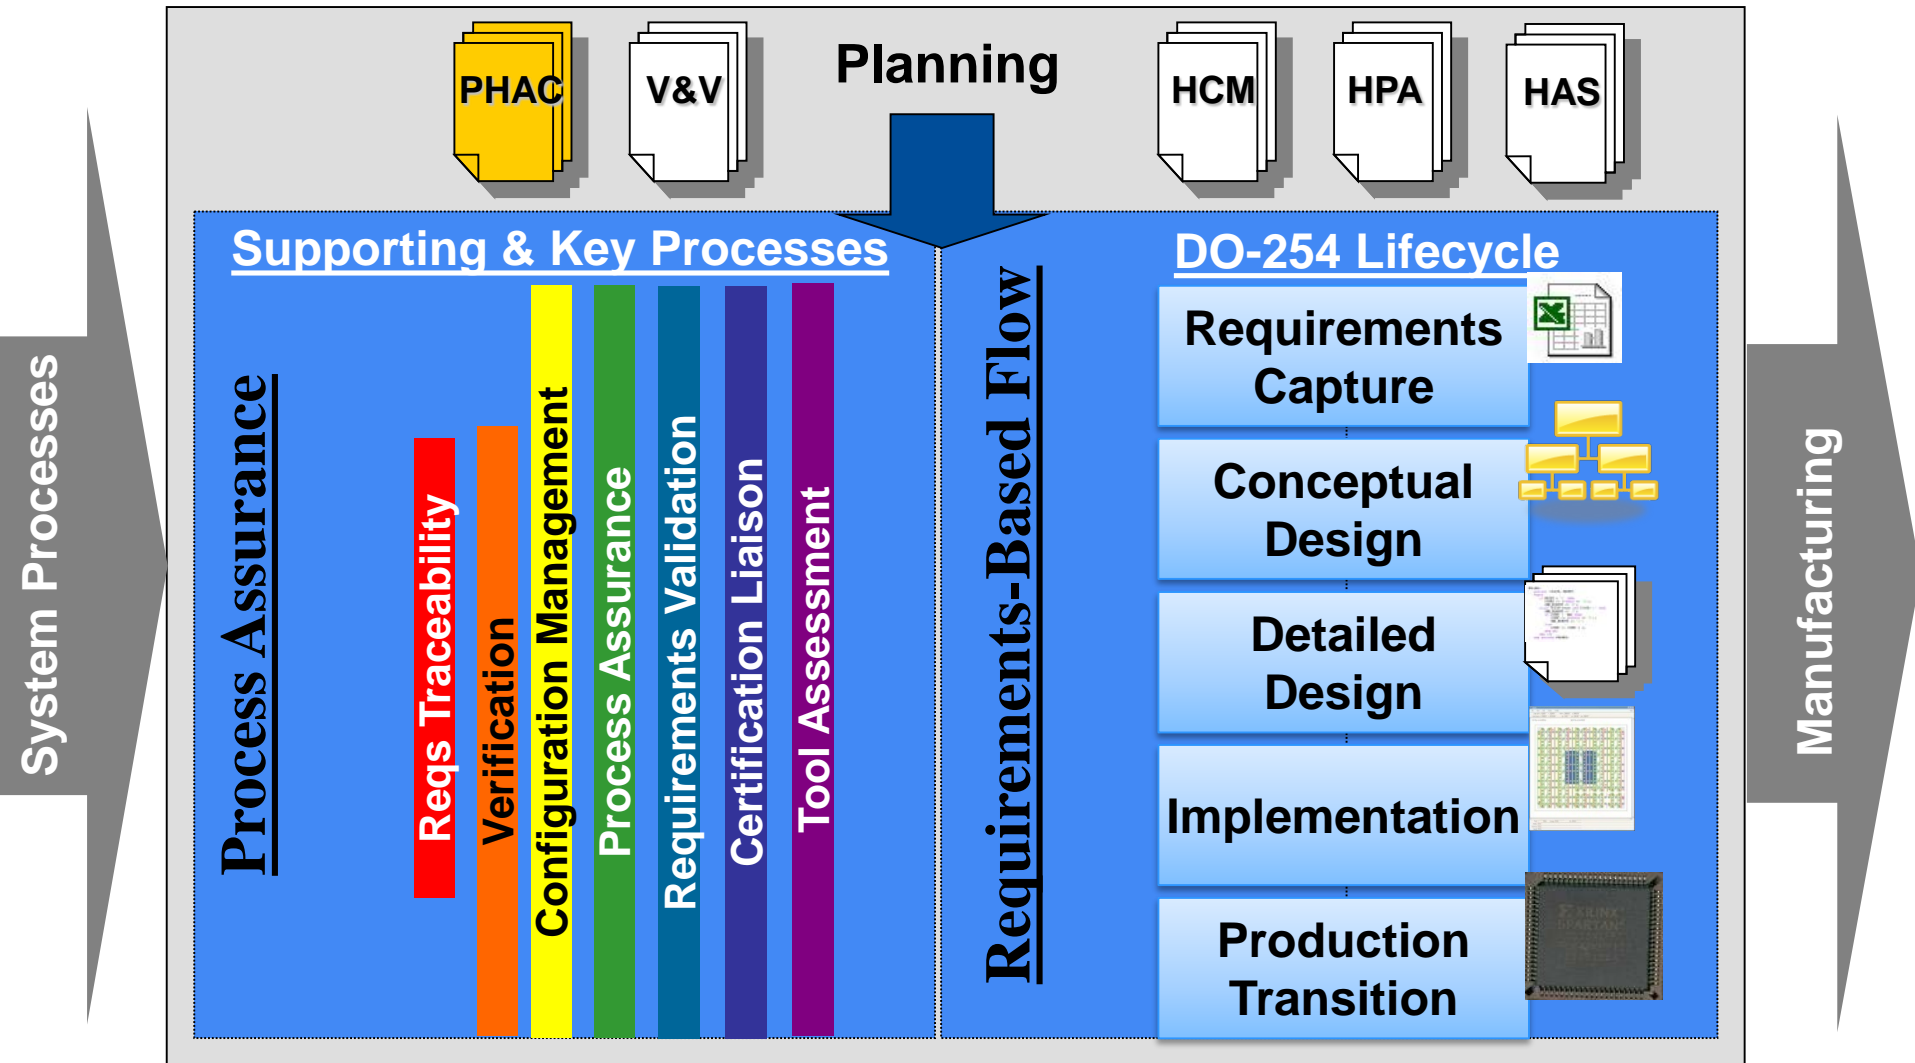 Planning
PHAC
V&V
HCM
HPA
HAS
System Processes
Supporting & Key Processes
Process Assurance
Reqs Traceability
Verification
Configuration Management
Process Assurance
Requirements Validation
Certification Liaison
Tool Assessment
Requirements-Based Flow
DO-254 Lifecycle
Requirements
Capture
Conceptual
Design
Detailed
Design
Implementation
Production
Transition
XILINX
SPARTAN
Manufacturing